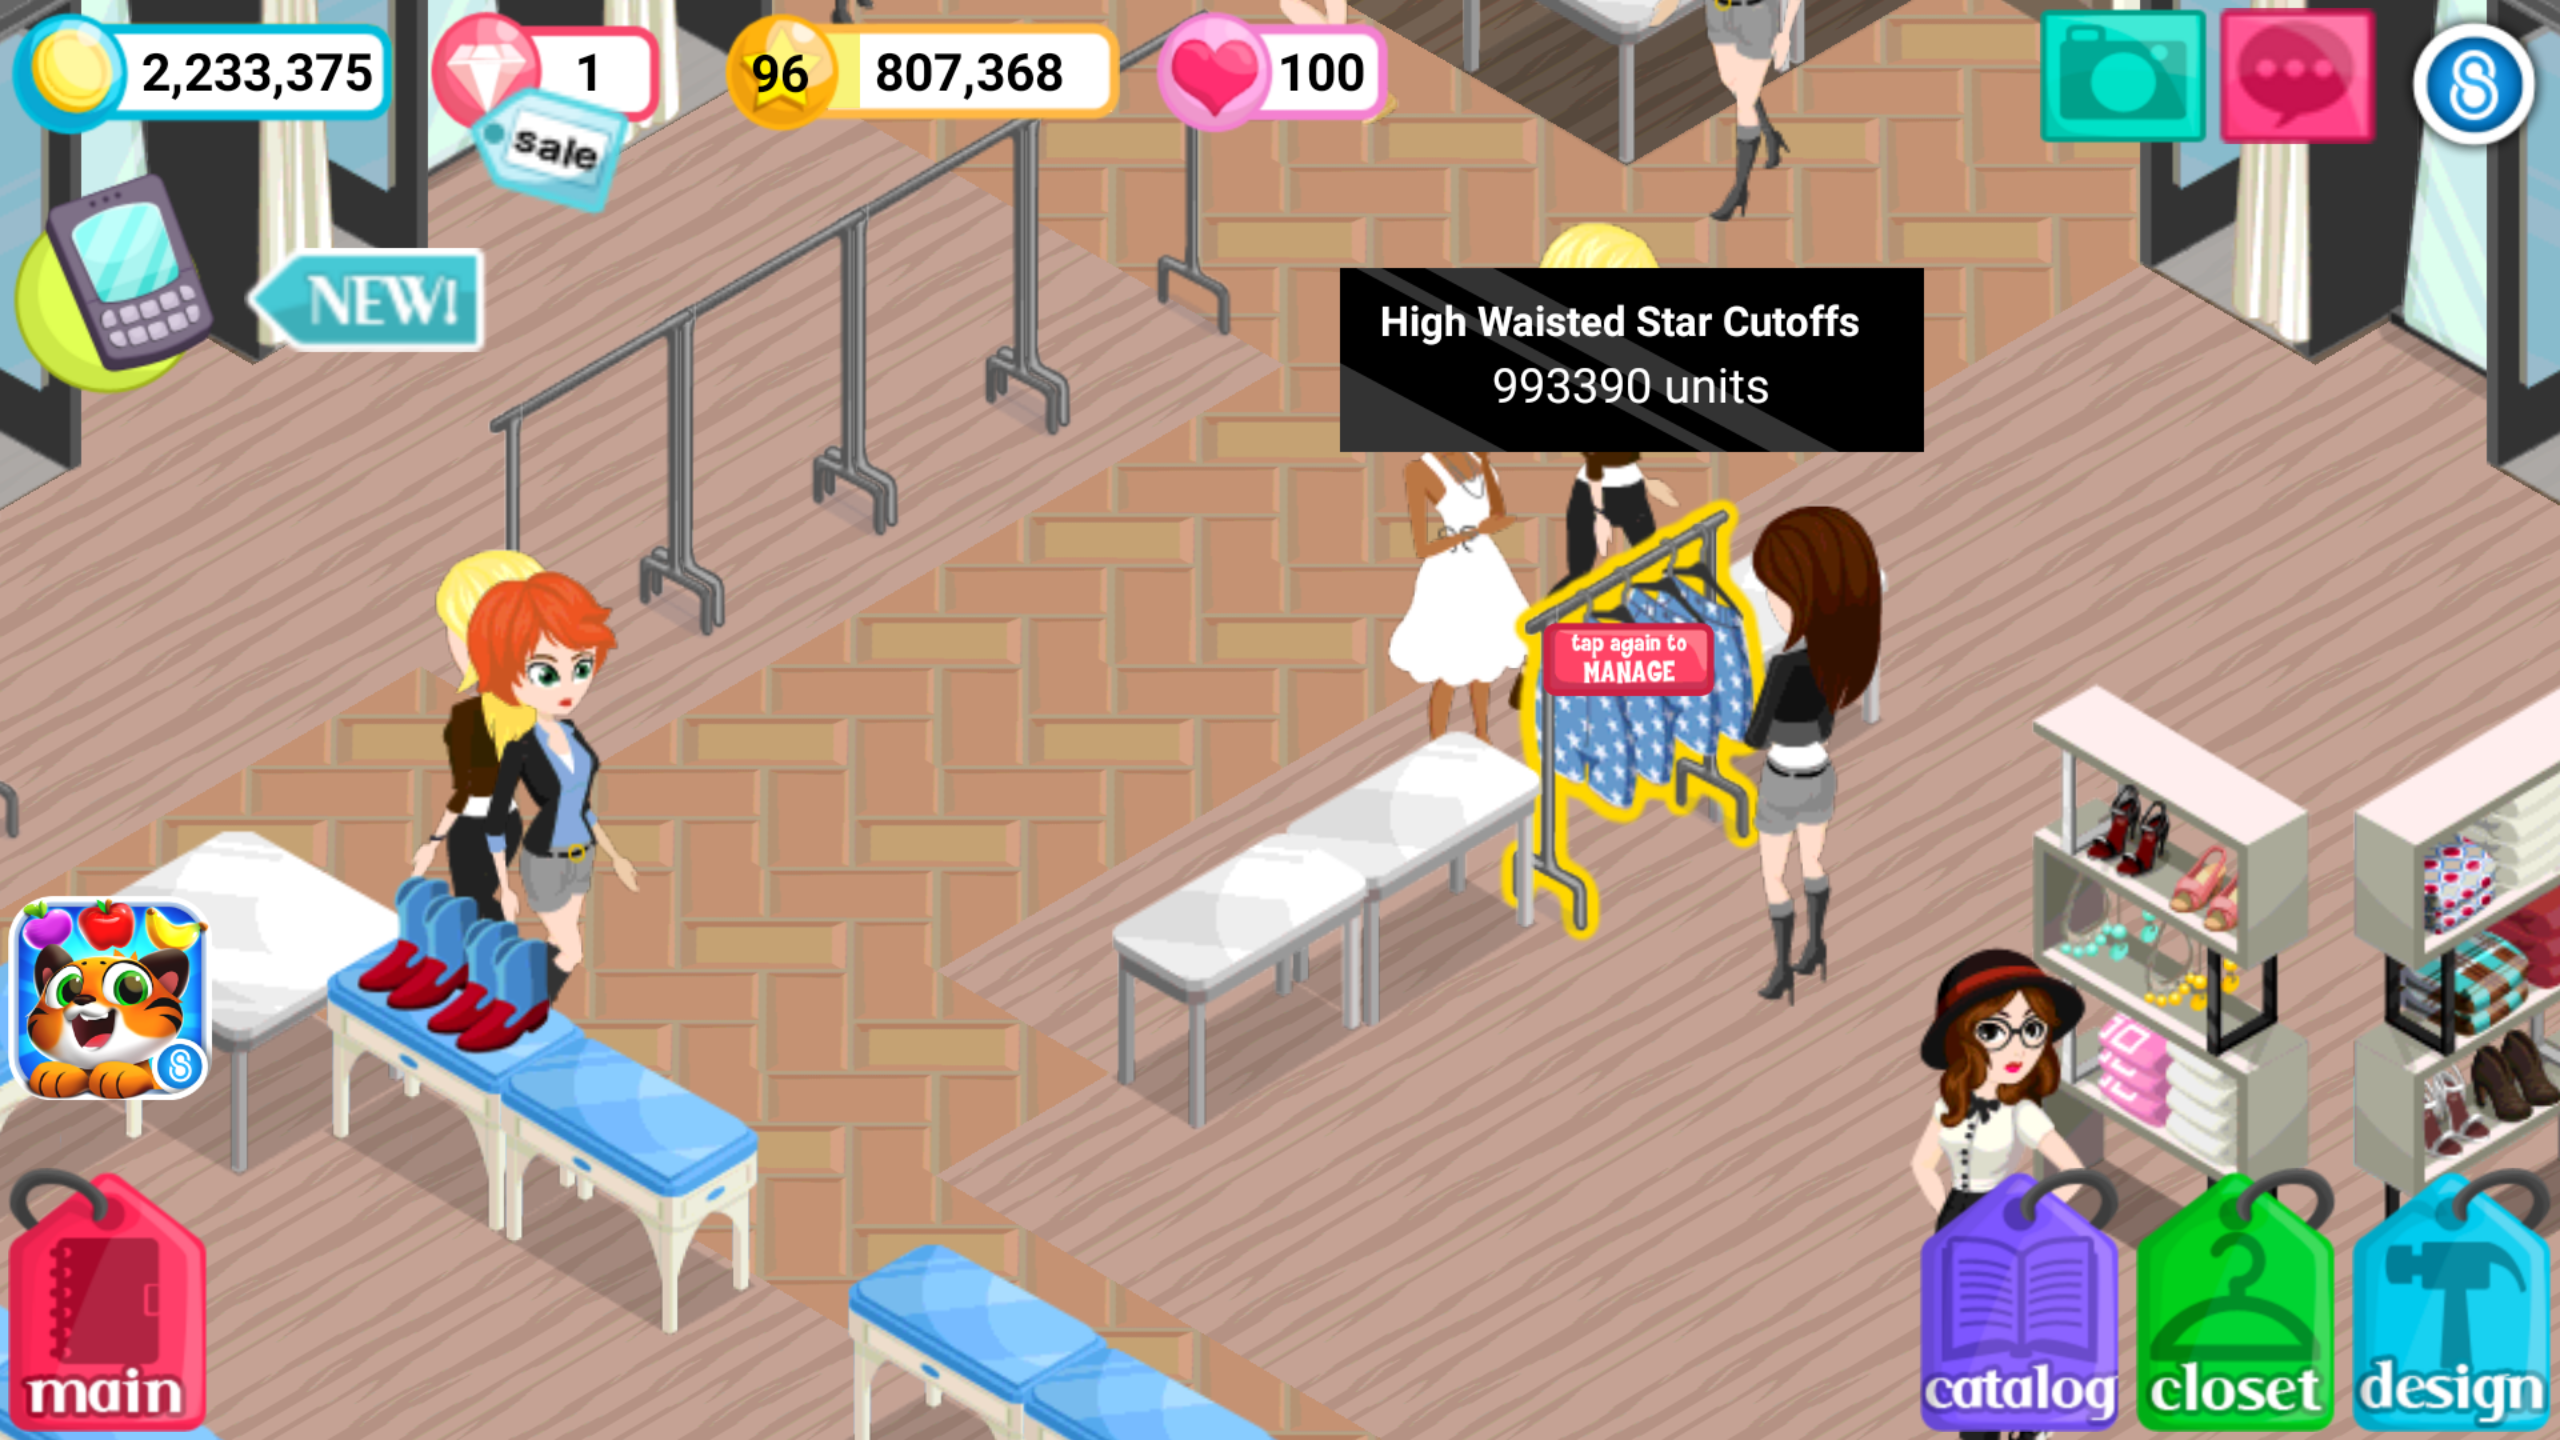 2,233,375
1
96
807,368
100
sale
NEW!
High Waisted Star Cutoffs
993390 units
tap again to
MANAGE
main
catalog
closet
design